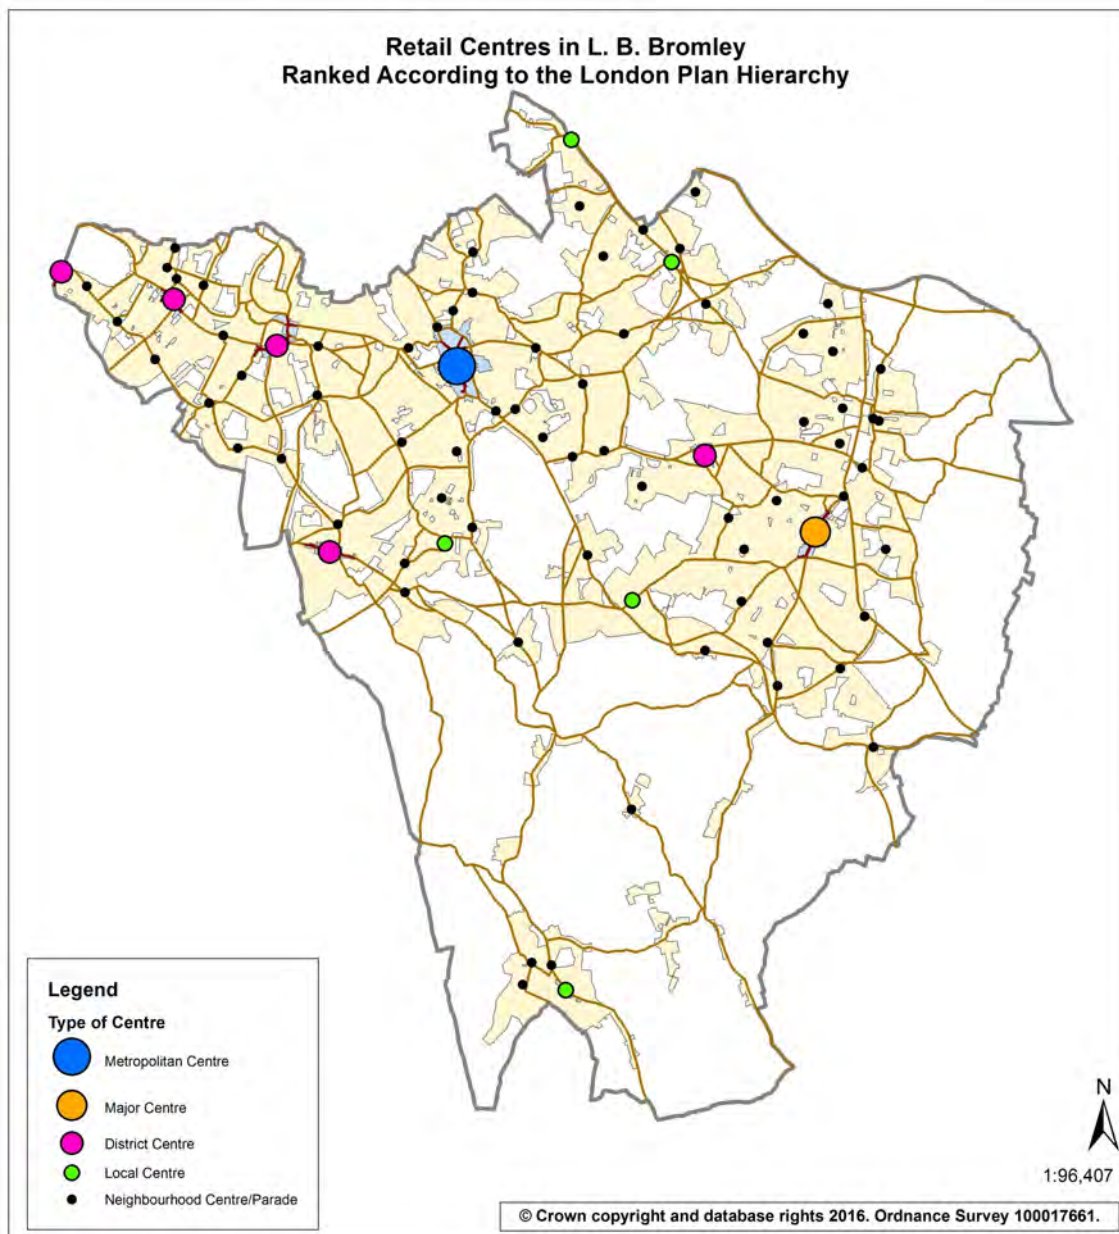 Retail Centres in L. B. Bromley
Ranked According to the London Plan Hierarchy
Legend
Type of Centre
Metropolitan Centre
Major Centre
District Centre
Local Centre
Neighbourhood Centre/Parade
N
1:96,407
© Crown copyright and database rights 2016. Ordnance Survey 100017661.